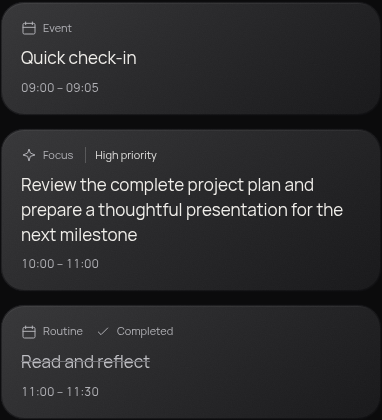 Event
Quick check-in
09:00 – 09:05
Focus High priority
Review the complete project plan and
prepare a thoughtful presentation for the
next milestone
10:00 – 11:00
Routine Completed
Read and reflect
11:00 – 11:30